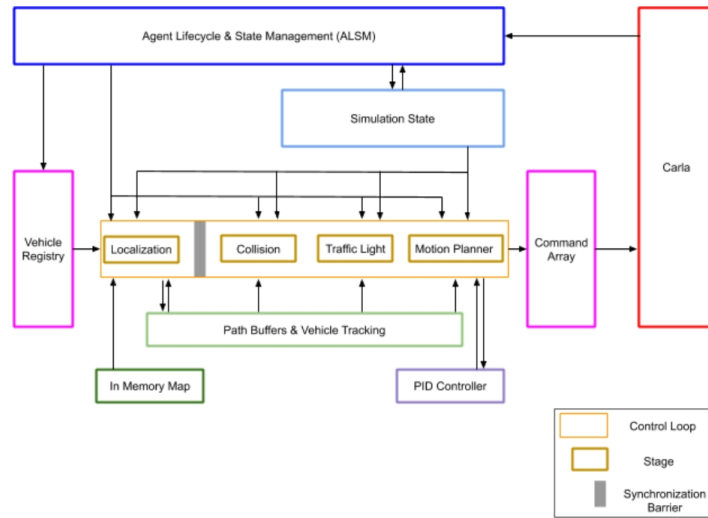 Agent Lifecycle & State Management (ALSM)
Simulation State
Carla
Vehicle
Registry
Localization
Collision
Traffic Light
Motion Planner
Command
Array
Path Buffers & Vehicle Tracking
In Memory Map
PID Controller
Control Loop
Stage
Synchronization
Barrier